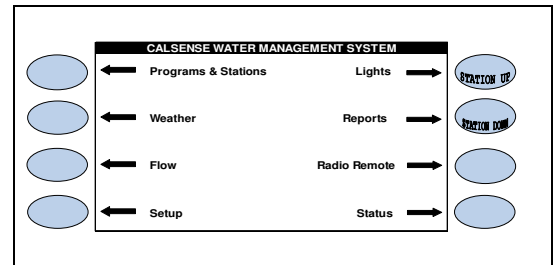 CALSENSE WATER MANAGEMENT SYSTEM
Programs & Stations Lights STATION UP
Weather Reports STATION DOWN
Flow Radio Remote
Setup Status